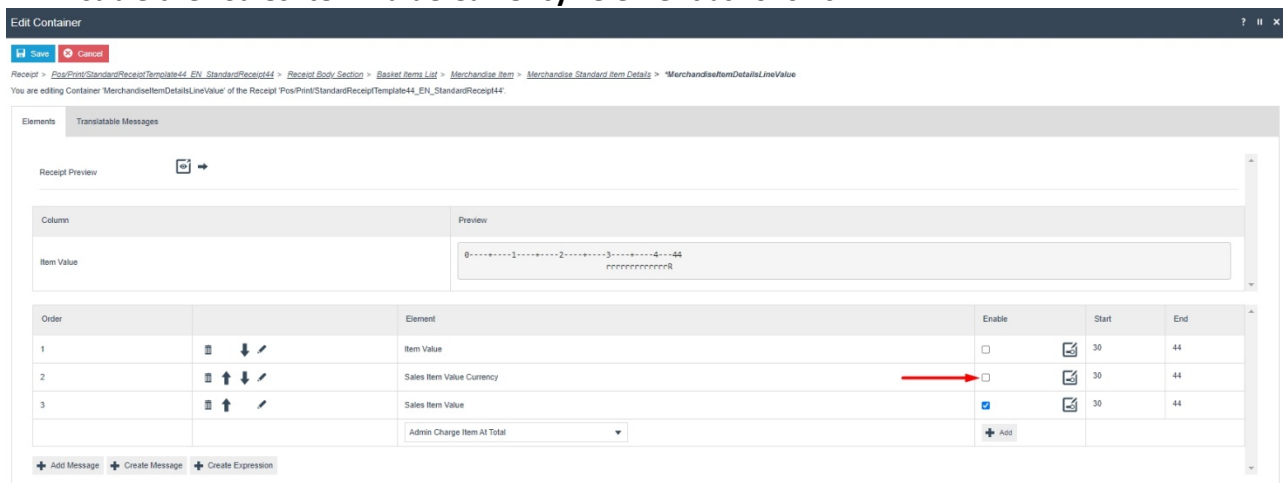 Edit Container
? II X
Save Cancel
Receipt > Pos/Print/StandardReceiptTemplate44_EN_StandardReceipt44 > Receipt Body Section > Basket Items List > Merchandise Item > Merchandise Standard Item Details > *MerchandiseItemDetailsLineValue
You are editing Container 'MerchandiseItemDetailsLineValue' of the Receipt 'Pos/Print/StandardReceiptTemplate44_EN_StandardReceipt44'.
Elements Translatable Messages
Receipt Preview
Column Preview
Item Value
0----+----1----+----2----+----3----+----4---44
rrrrrrrrrrrrrrR
Order Element Enable Start End
1 Item Value 30 44
2 Sales Item Value Currency 30 44
3 Sales Item Value 30 44
Admin Charge Item At Total Add
Add Message Create Message Create Expression